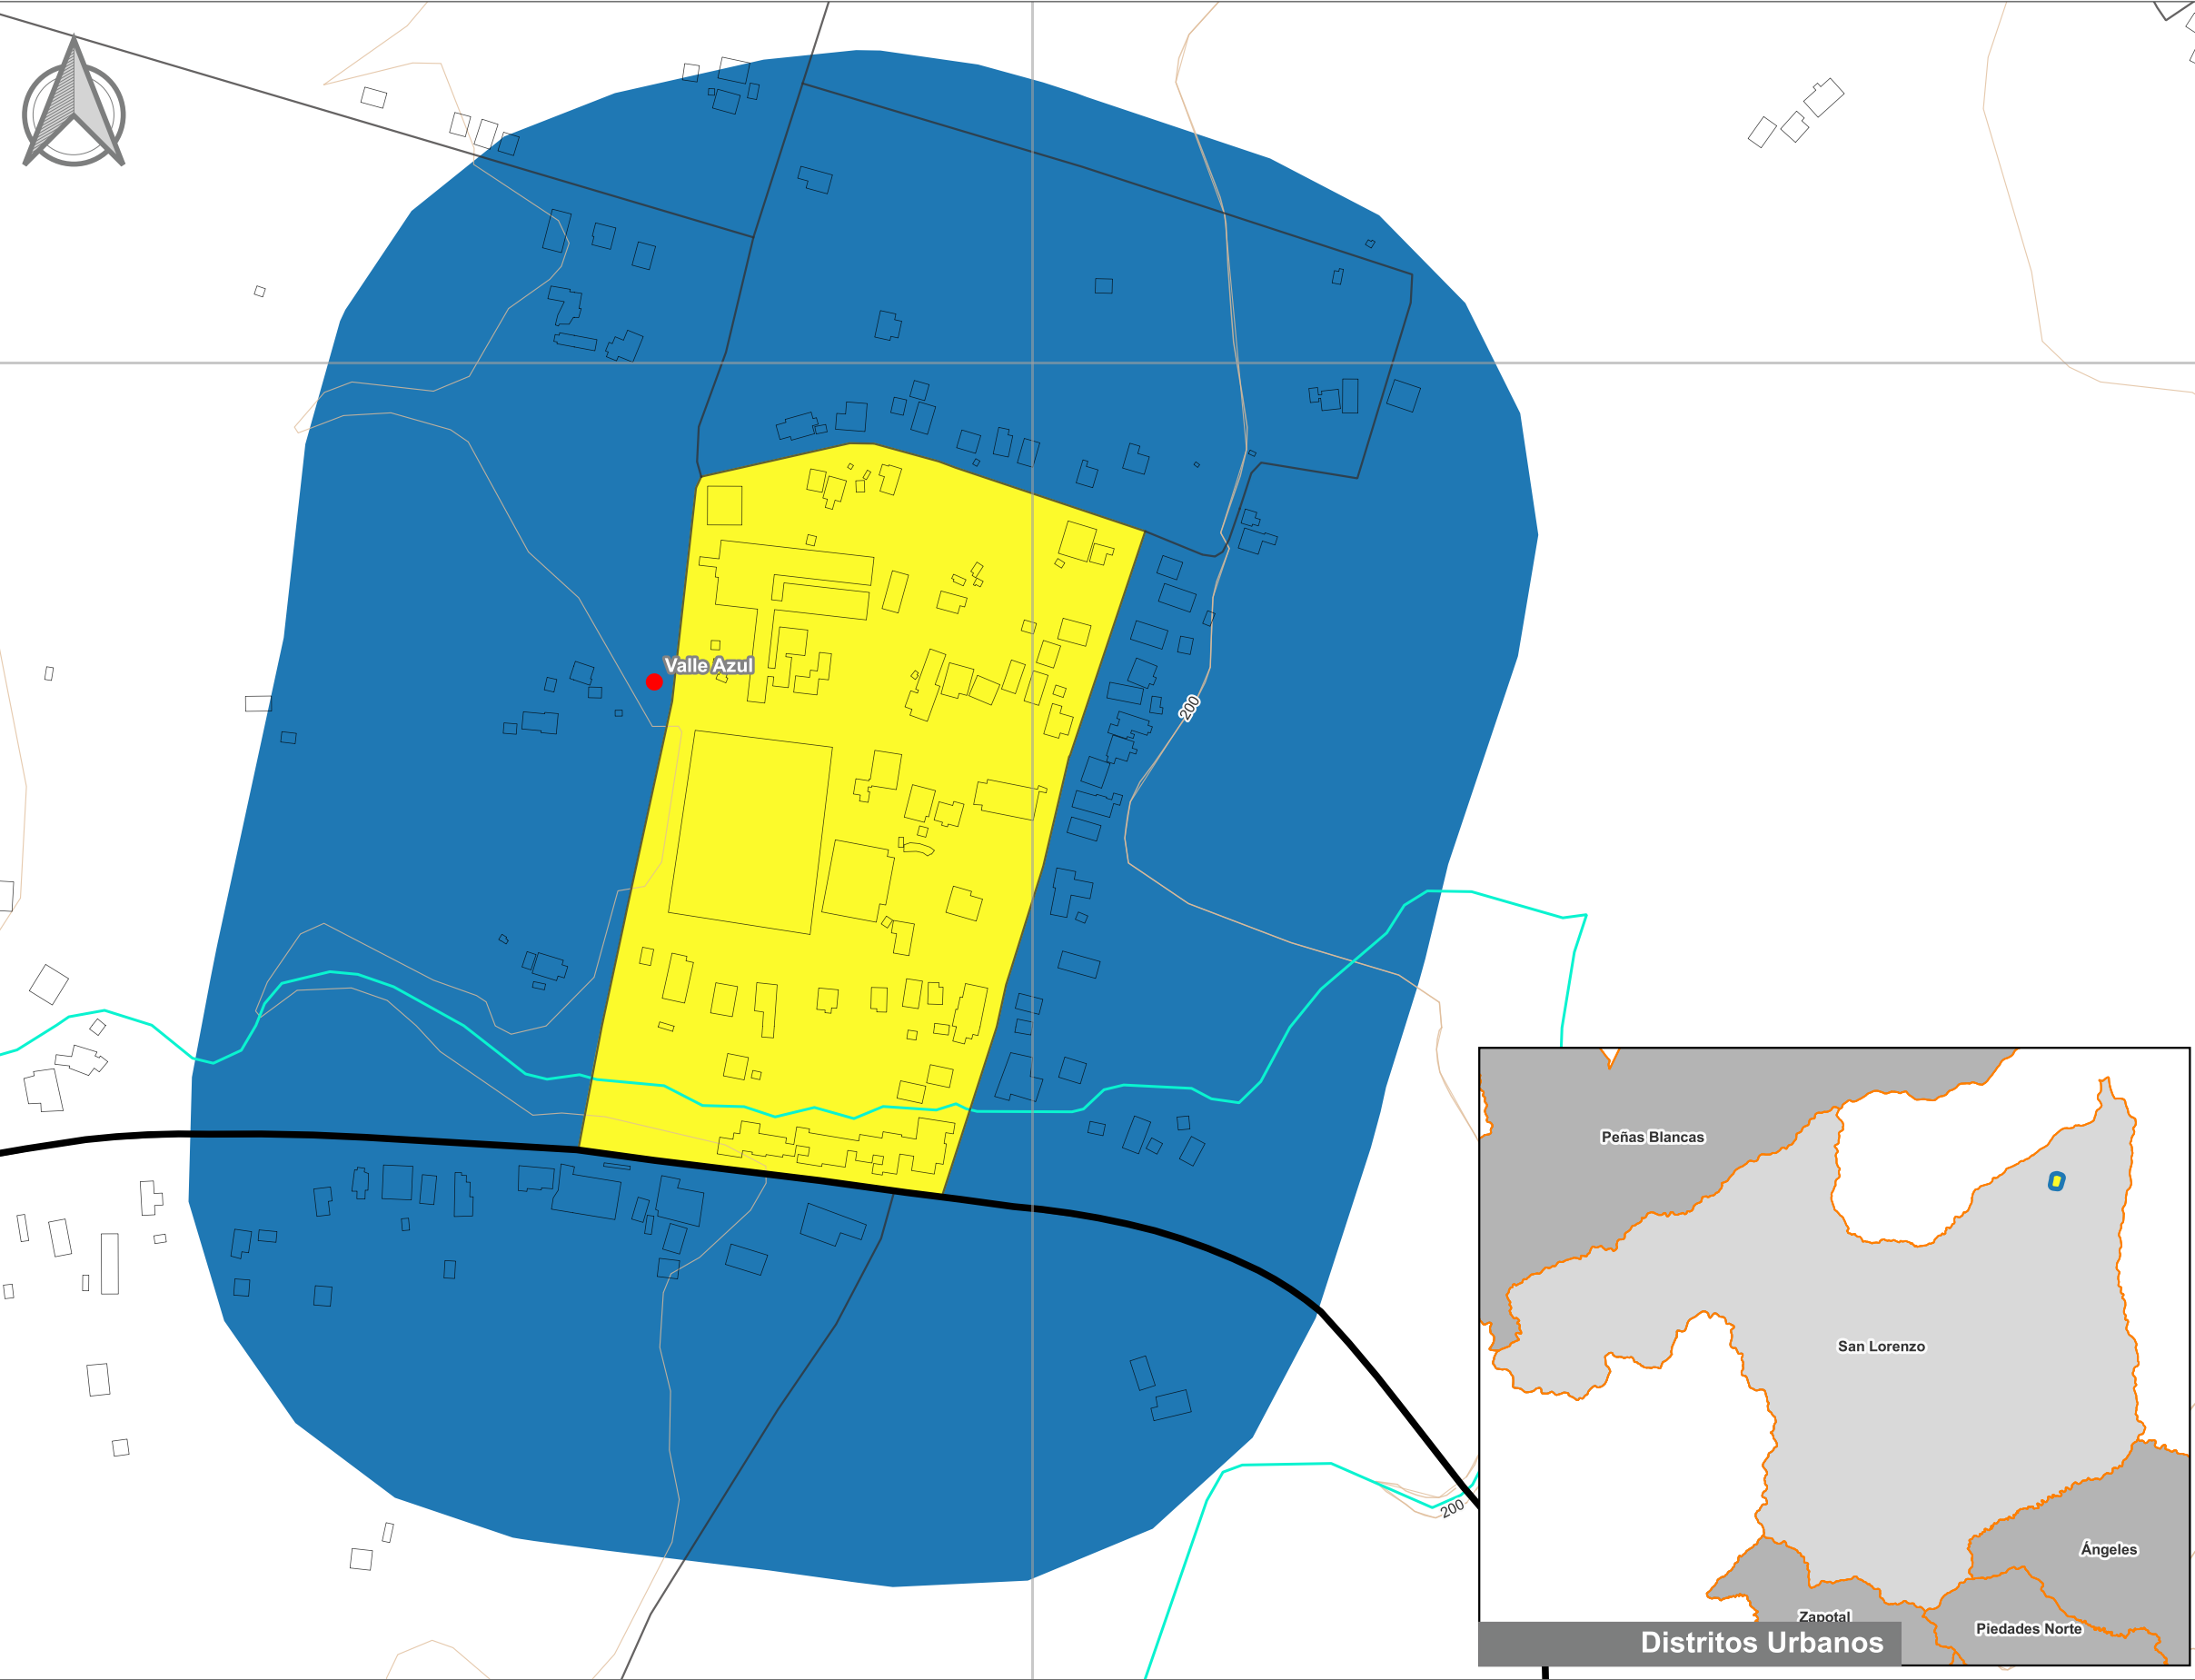 Valle Azul
200
200
Peñas Blancas
San Lorenzo
Ángeles
Zapotal
Piedades Norte
Distritos Urbanos